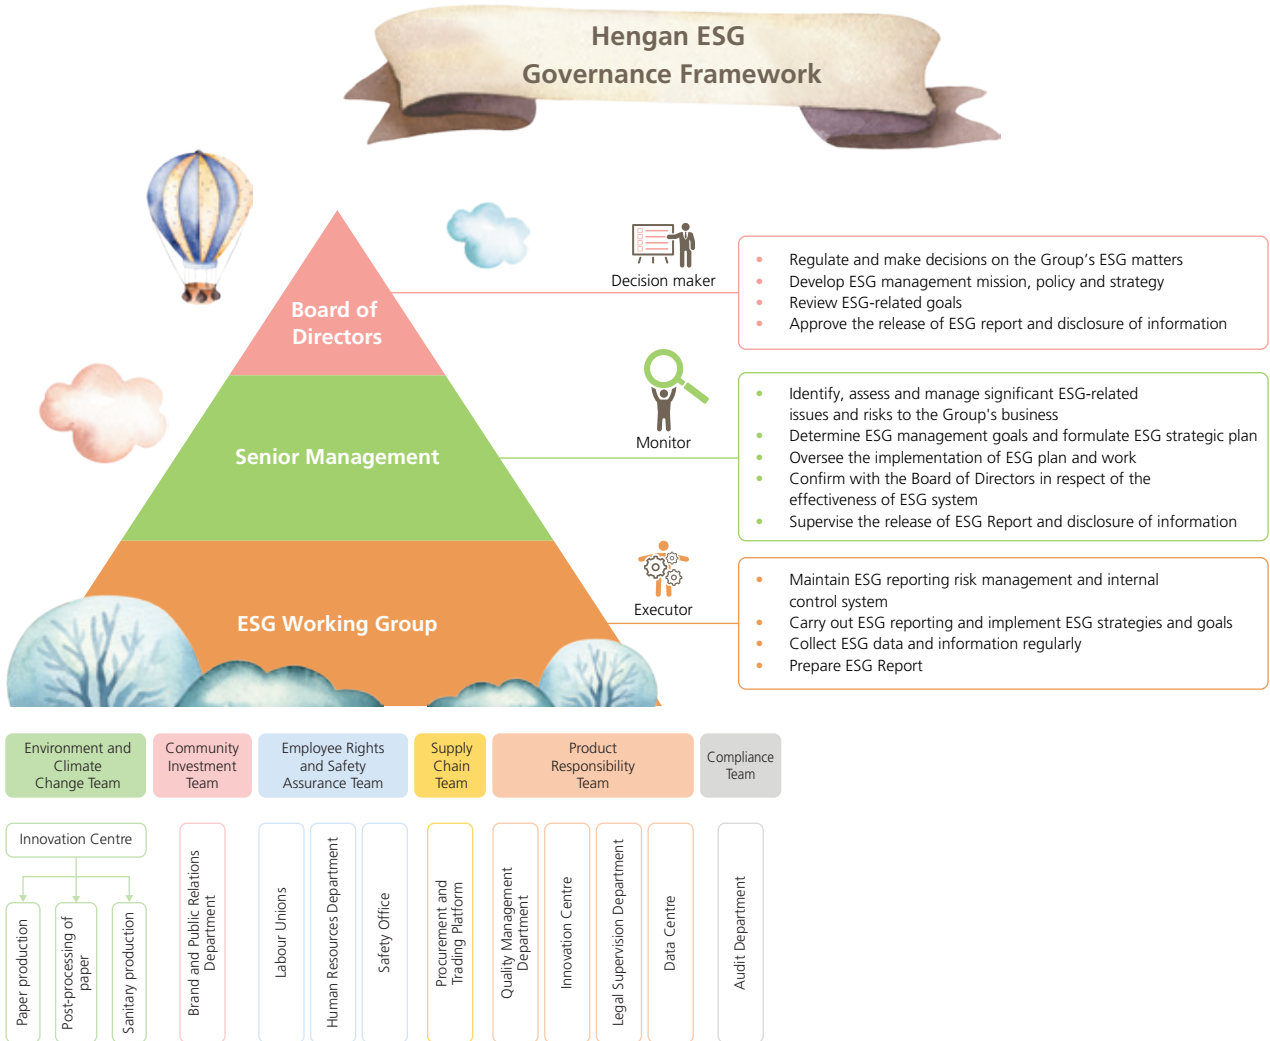 Hengan ESG
Governance Framework
Board of
Directors
Decision maker
• Regulate and make decisions on the Group’s ESG matters
• Develop ESG management mission, policy and strategy
• Review ESG-related goals
• Approve the release of ESG report and disclosure of information
Senior Management
Monitor
• Identify, assess and manage significant ESG-related
issues and risks to the Group's business
• Determine ESG management goals and formulate ESG strategic plan
• Oversee the implementation of ESG plan and work
• Confirm with the Board of Directors in respect of the
effectiveness of ESG system
• Supervise the release of ESG Report and disclosure of information
ESG Working Group
Executor
• Maintain ESG reporting risk management and internal
control system
• Carry out ESG reporting and implement ESG strategies and goals
• Collect ESG data and information regularly
• Prepare ESG Report
Environment and
Climate
Change Team
Community
Investment
Team
Employee Rights
and Safety
Assurance Team
Supply
Chain
Team
Product
Responsibility
Team
Compliance
Team
Innovation Centre
Paper production
Post-processing of
paper
Sanitary production
Brand and Public Relations
Department
Labour Unions
Human Resources Department
Safety Office
Procurement and
Trading Platform
Quality Management
Department
Innovation Centre
Legal Supervision Department
Data Centre
Audit Department